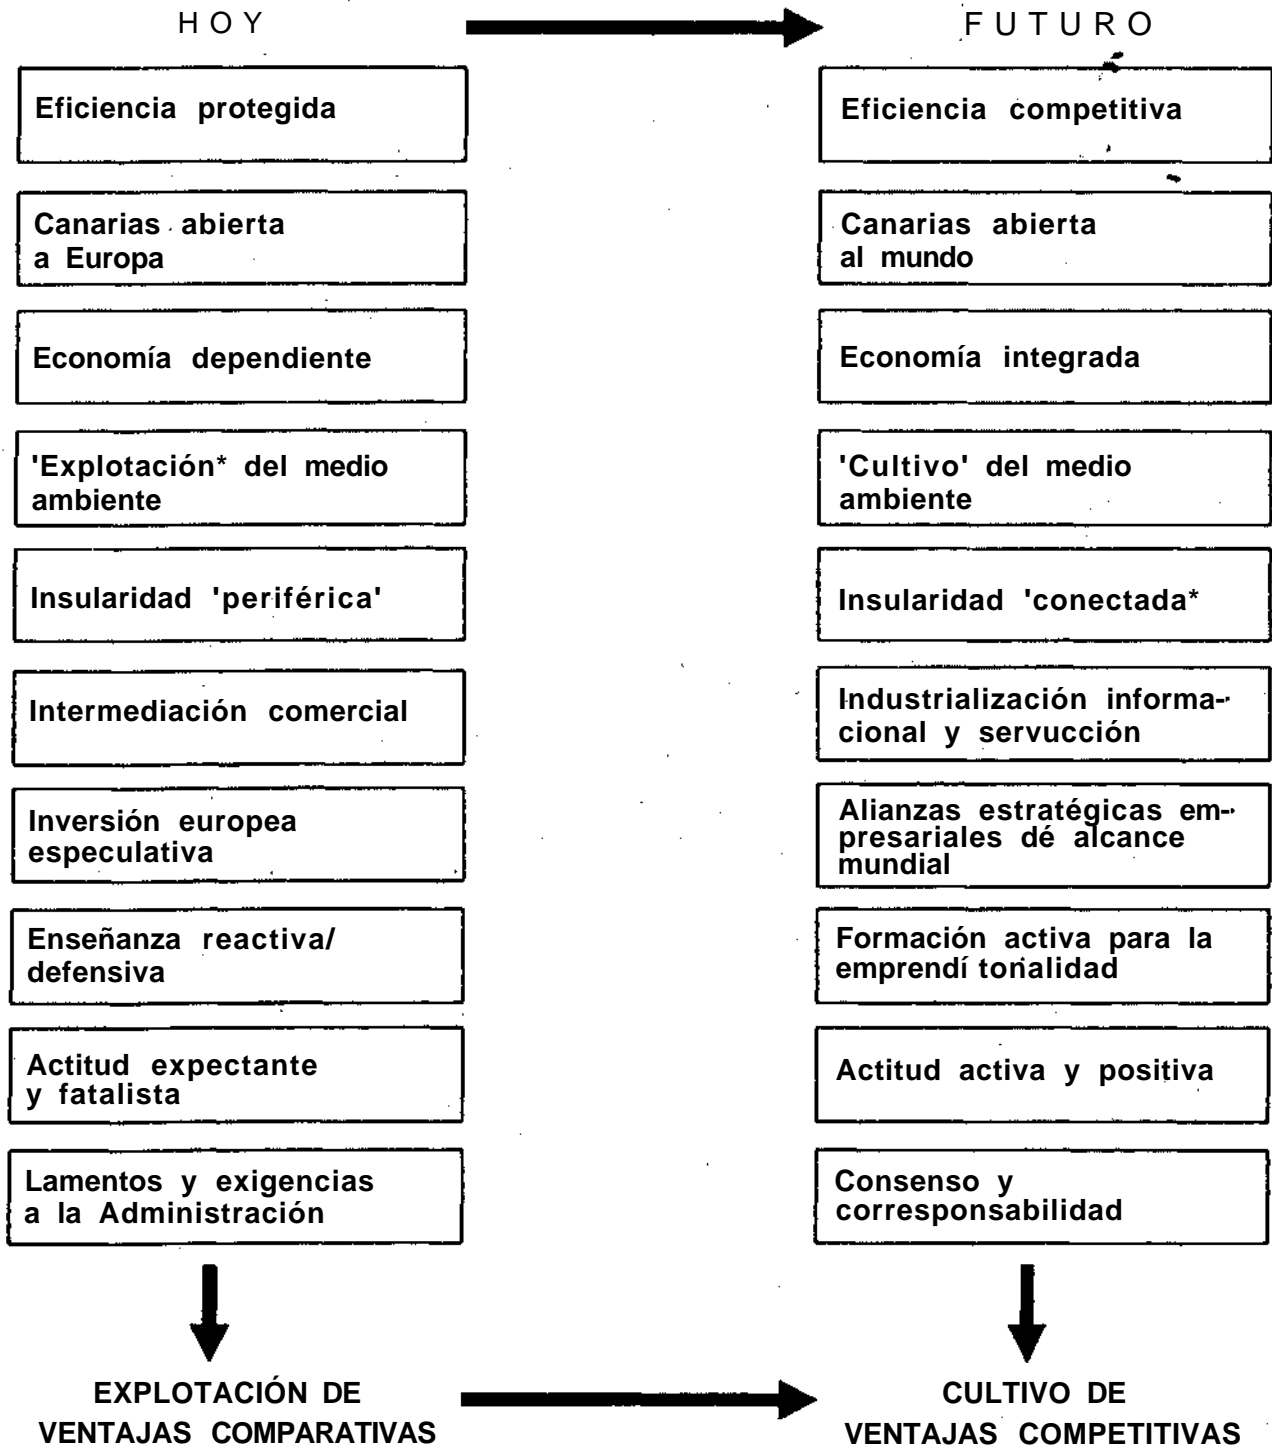 HOY
FUTURO
Eficiencia protegida
Eficiencia competitiva
Canarias abierta
a Europa
Canarias abierta
al mundo
Economía dependiente
Economía integrada
'Explotación* del medio
ambiente
'Cultivo' del medio
ambiente
Insularidad 'periférica'
Insularidad 'conectada*
Intermediación comercial
Industrialización informa-
cional y servucción
Inversión europea
especulativa
Alianzas estratégicas em-
presariales dé alcance
mundial
Enseñanza reactiva/
defensiva
Formación activa para la
emprendí tonalidad
Actitud expectante
y fatalista
Actitud activa y positiva
Lamentos y exigencias
a la Administración
Consenso y
corresponsabilidad
EXPLOTACIÓN DE
VENTAJAS COMPARATIVAS
CULTIVO DE
VENTAJAS COMPETITIVAS